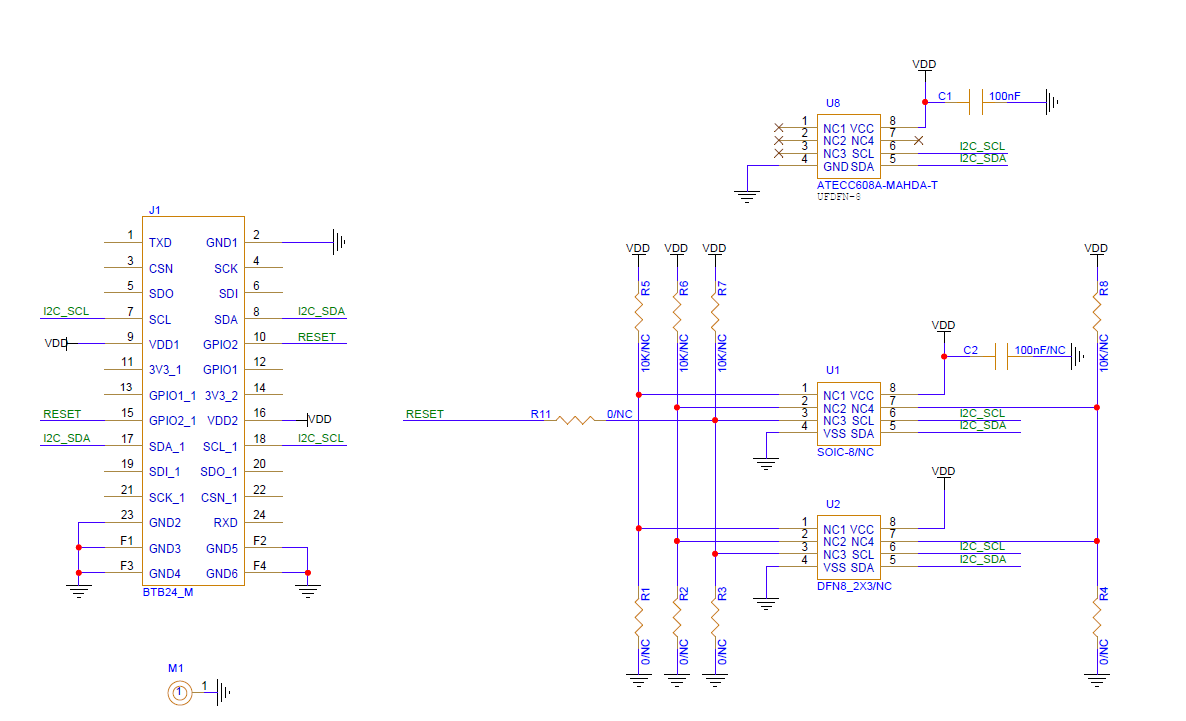 VDD
C1 100nF
U8
1 NC1 VCC 8
2 NC2 NC4 7
3 NC3 SCL 6 I2C_SCL
4 GND SDA 5 I2C_SDA
ATECC608A-MAHDA-T
UFDFN-8
J1
1 TXD GND1 2
3 CSN SCK 4
5 SDO SDI 6
I2C_SCL 7 SCL SDA 8 I2C_SDA
VDD 9 VDD1 GPIO2 10 RESET
11 3V3_1 GPIO1 12
13 GPIO1_1 3V3_2 14
RESET 15 GPIO2_1 VDD2 16 VDD
I2C_SDA 17 SDA_1 SCL_1 18 I2C_SCL
19 SDI_1 SDO_1 20
21 SCK_1 CSN_1 22
23 GND2 RXD 24
F1 GND3 GND5 F2
F3 GND4 GND6 F4
BTB24_M
M1
1 1
VDD VDD VDD VDD
R5 R6 R7 R8
10K/NC 10K/NC 10K/NC 10K/NC
VDD
C2 100nF/NC
RESET R11 0/NC
U1
1 NC1 VCC 8
2 NC2 NC4 7
3 NC3 SCL 6 I2C_SCL
4 VSS SDA 5 I2C_SDA
SOIC-8/NC
VDD
U2
1 NC1 VCC 8
2 NC2 NC4 7
3 NC3 SCL 6 I2C_SCL
4 VSS SDA 5 I2C_SDA
DFN8_2X3/NC
R1 R2 R3 R4
0/NC 0/NC 0/NC 0/NC